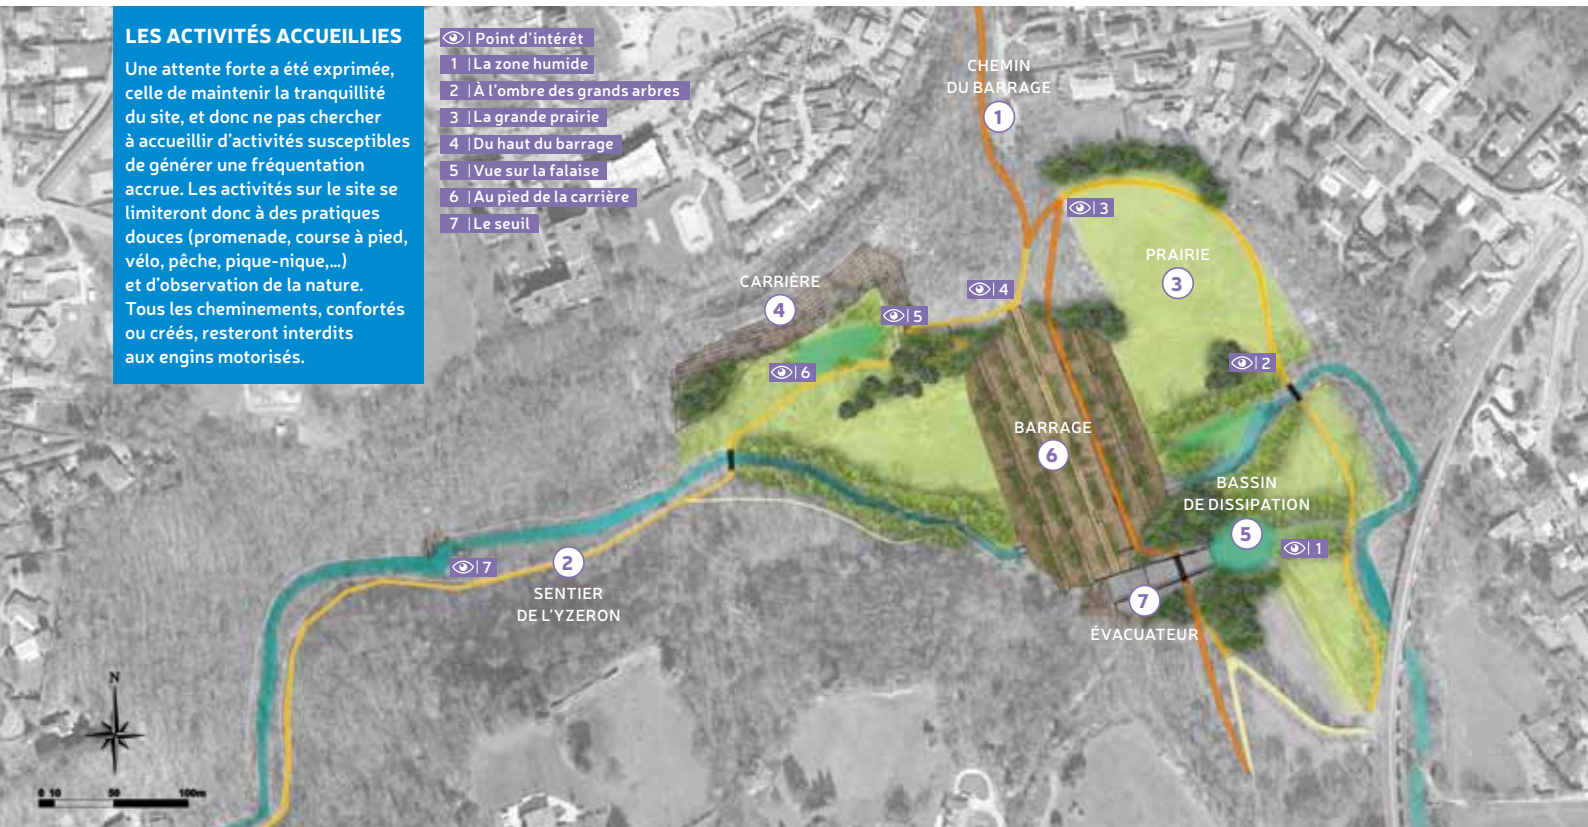 LES ACTIVITÉS ACCUEILLIES
Une attente forte a été exprimée,
celle de maintenir la tranquillité
du site, et donc ne pas chercher
à accueillir d'activités susceptibles
de générer une fréquentation
accrue. Les activités sur le site se
limiteront donc à des pratiques
douces (promenade, course à pied,
vélo, pêche, pique-nique,...)
et d'observation de la nature.
Tous les cheminements, confortés
ou créés, resteront interdits
aux engins motorisés.
| Point d'intérêt
1 | La zone humide
2 | À l'ombre des grands arbres
3 | La grande prairie
4 | Du haut du barrage
5 | Vue sur la falaise
6 | Au pied de la carrière
7 | Le seuil
CHEMIN
DU BARRAGE
1
| 3
PRAIRIE
3
CARRIÈRE
4
| 4
| 5
| 6
| 2
BARRAGE
6
BASSIN
DE DISSIPATION
5
| 1
| 7
2
SENTIER
DE L'YZERON
7
ÉVACUATEUR
N
0 10 50 100m